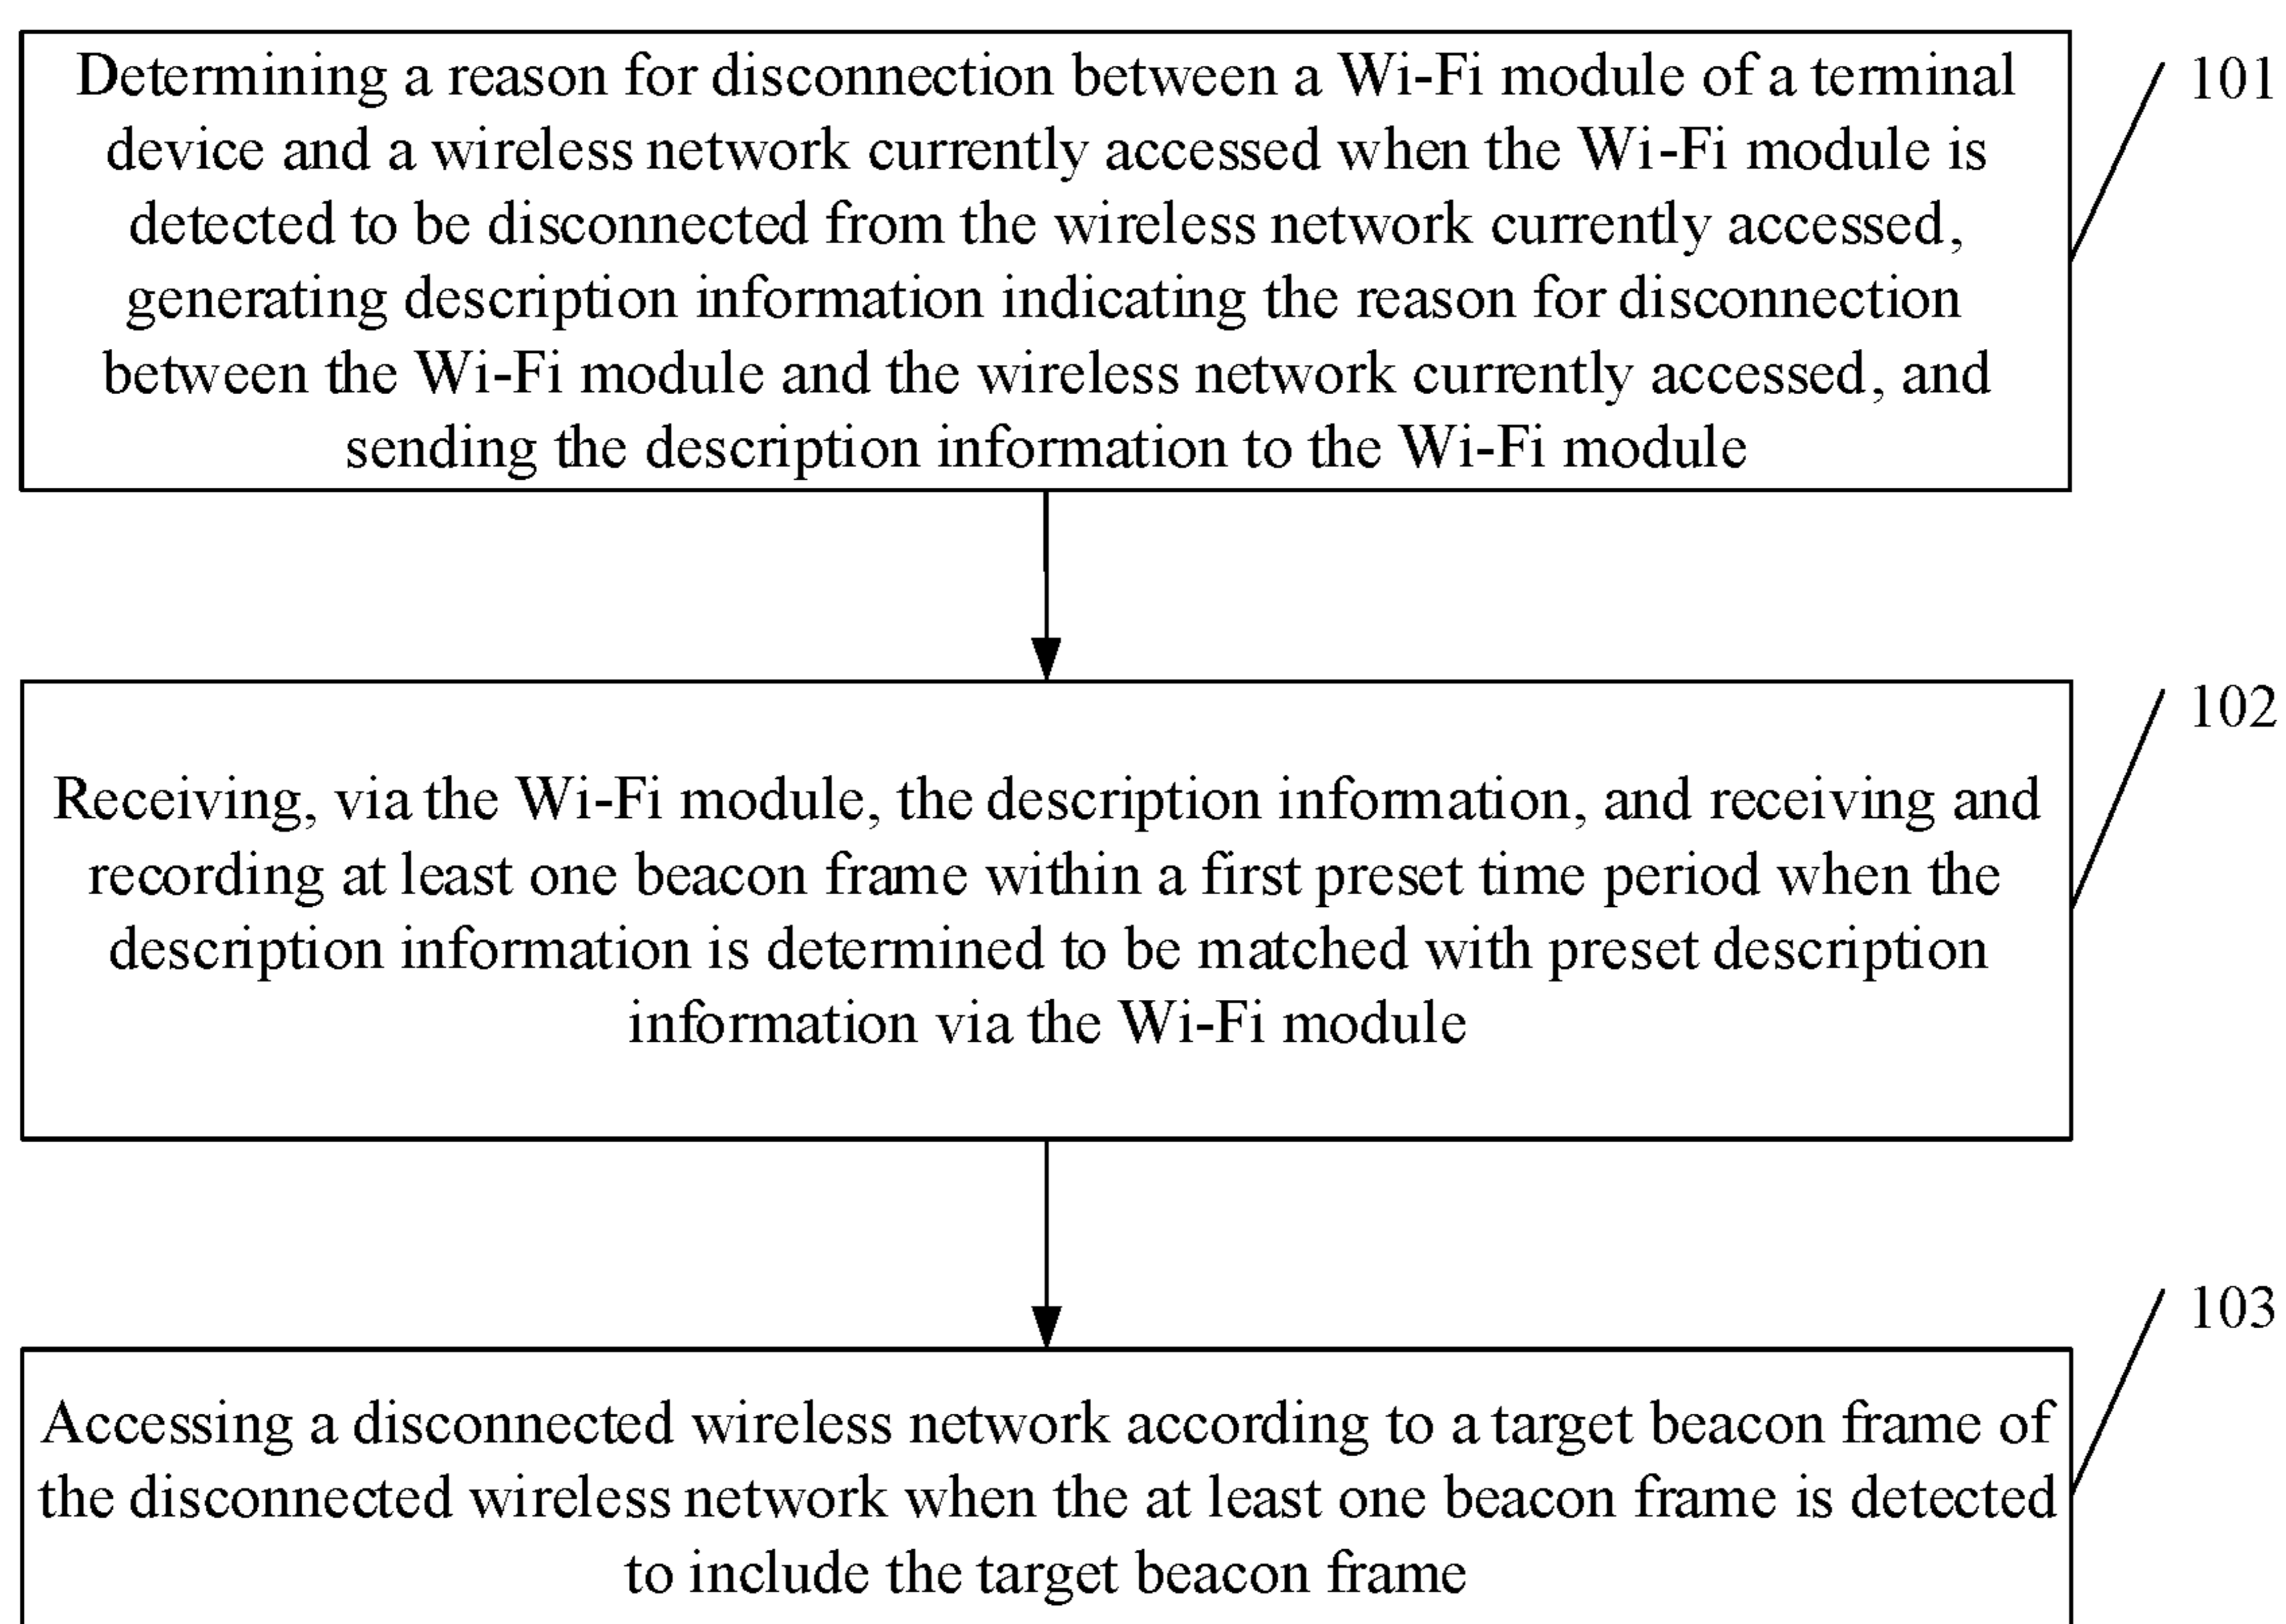 Determining a reason for disconnection between a Wi-Fi module of a terminal
device and a wireless network currently accessed when the Wi-Fi module is
detected to be disconnected from the wireless network currently accessed,
generating description information indicating the reason for disconnection
between the Wi-Fi module and the wireless network currently accessed, and
sending the description information to the Wi-Fi module
101
Receiving, via the Wi-Fi module, the description information, and receiving and
recording at least one beacon frame within a first preset time period when the
description information is determined to be matched with preset description
information via the Wi-Fi module
102
Accessing a disconnected wireless network according to a target beacon frame of
the disconnected wireless network when the at least one beacon frame is detected
to include the target beacon frame
103